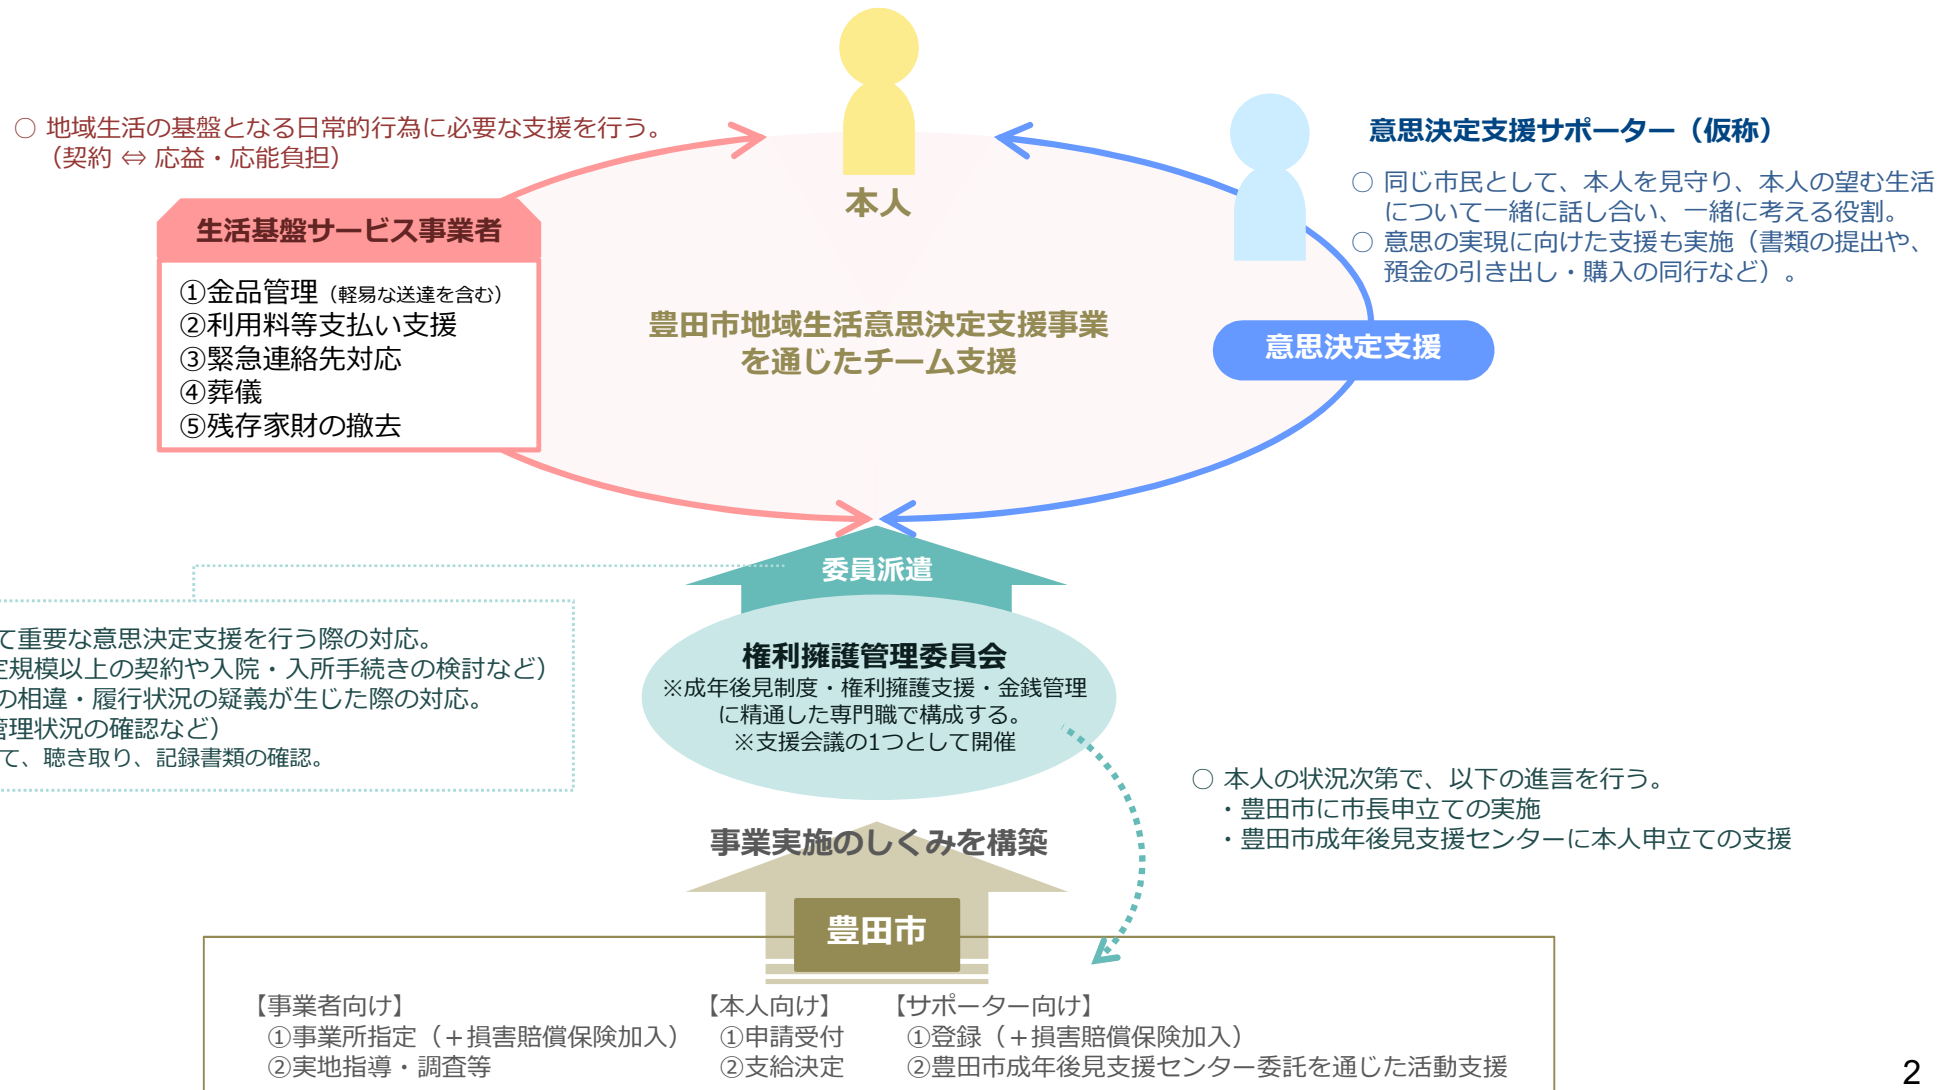 ○ 地域生活の基盤となる日常的行為に必要な支援を行う。
（契約 ⇔ 応益・応能負担）
生活基盤サービス事業者
①金品管理（軽易な送達を含む）
②利用料等支払い支援
③緊急連絡先対応
④葬儀
⑤残存家財の撤去
本人
豊田市地域生活意思決定支援事業
を通じたチーム支援
意思決定支援サポーター（仮称）
○ 同じ市民として、本人を見守り、本人の望む生活
について一緒に話し合い、一緒に考える役割。
○ 意思の実現に向けた支援も実施（書類の提出や、
預金の引き出し・購入の同行など）。
意思決定支援
委員派遣
て重要な意思決定支援を行う際の対応。
規模以上の契約や入院・入所手続きの検討など）
の相違・履行状況の疑義が生じた際の対応。
管理状況の確認など）
て、聴き取り、記録書類の確認。
権利擁護管理委員会
※成年後見制度・権利擁護支援・金銭管理
に精通した専門職で構成する。
※支援会議の1つとして開催
○ 本人の状況次第で、以下の進言を行う。
・豊田市に市長申立ての実施
・豊田市成年後見支援センターに本人申立ての支援
事業実施のしくみを構築
豊田市
【事業者向け】
①事業所指定（＋損害賠償保険加入）
②実地指導・調査等
【本人向け】
①申請受付
②支給決定
【サポーター向け】
①登録（＋損害賠償保険加入）
②豊田市成年後見支援センター委託を通じた活動支援
2